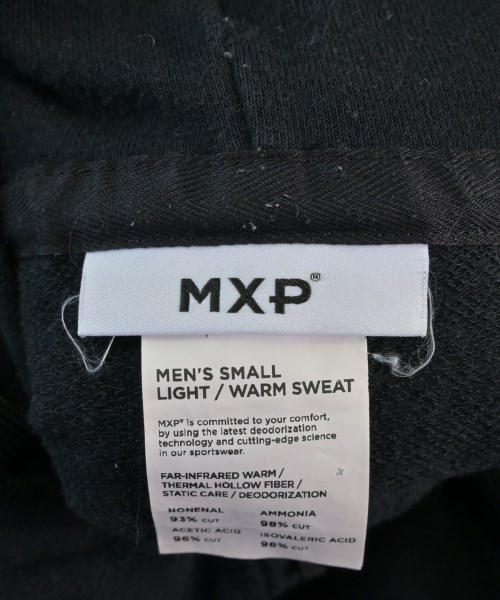 MXP®
MEN'S SMALL
LIGHT / WARM SWEAT
MXP® is committed to your comfort,
by using the latest deodorization
technology and cutting-edge science
in our sportswear.
FAR-INFRARED WARM /
THERMAL HOLLOW FIBER /
STATIC CARE / DEODORIZATION
NONENAL AMMONIA
93% CUT 98% CUT
ACETIC ACID ISOVALERIC ACID
96% CUT 96% CUT